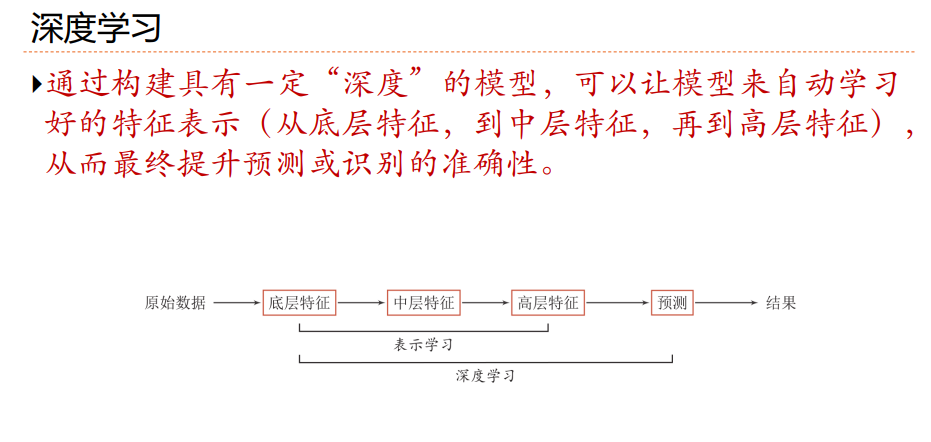 深度学习
通过构建具有一定“深度”的模型，可以让模型来自动学习
好的特征表示（从底层特征，到中层特征，再到高层特征），
从而最终提升预测或识别的准确性。
原始数据 底层特征 中层特征 高层特征 预测 结果
表示学习
深度学习